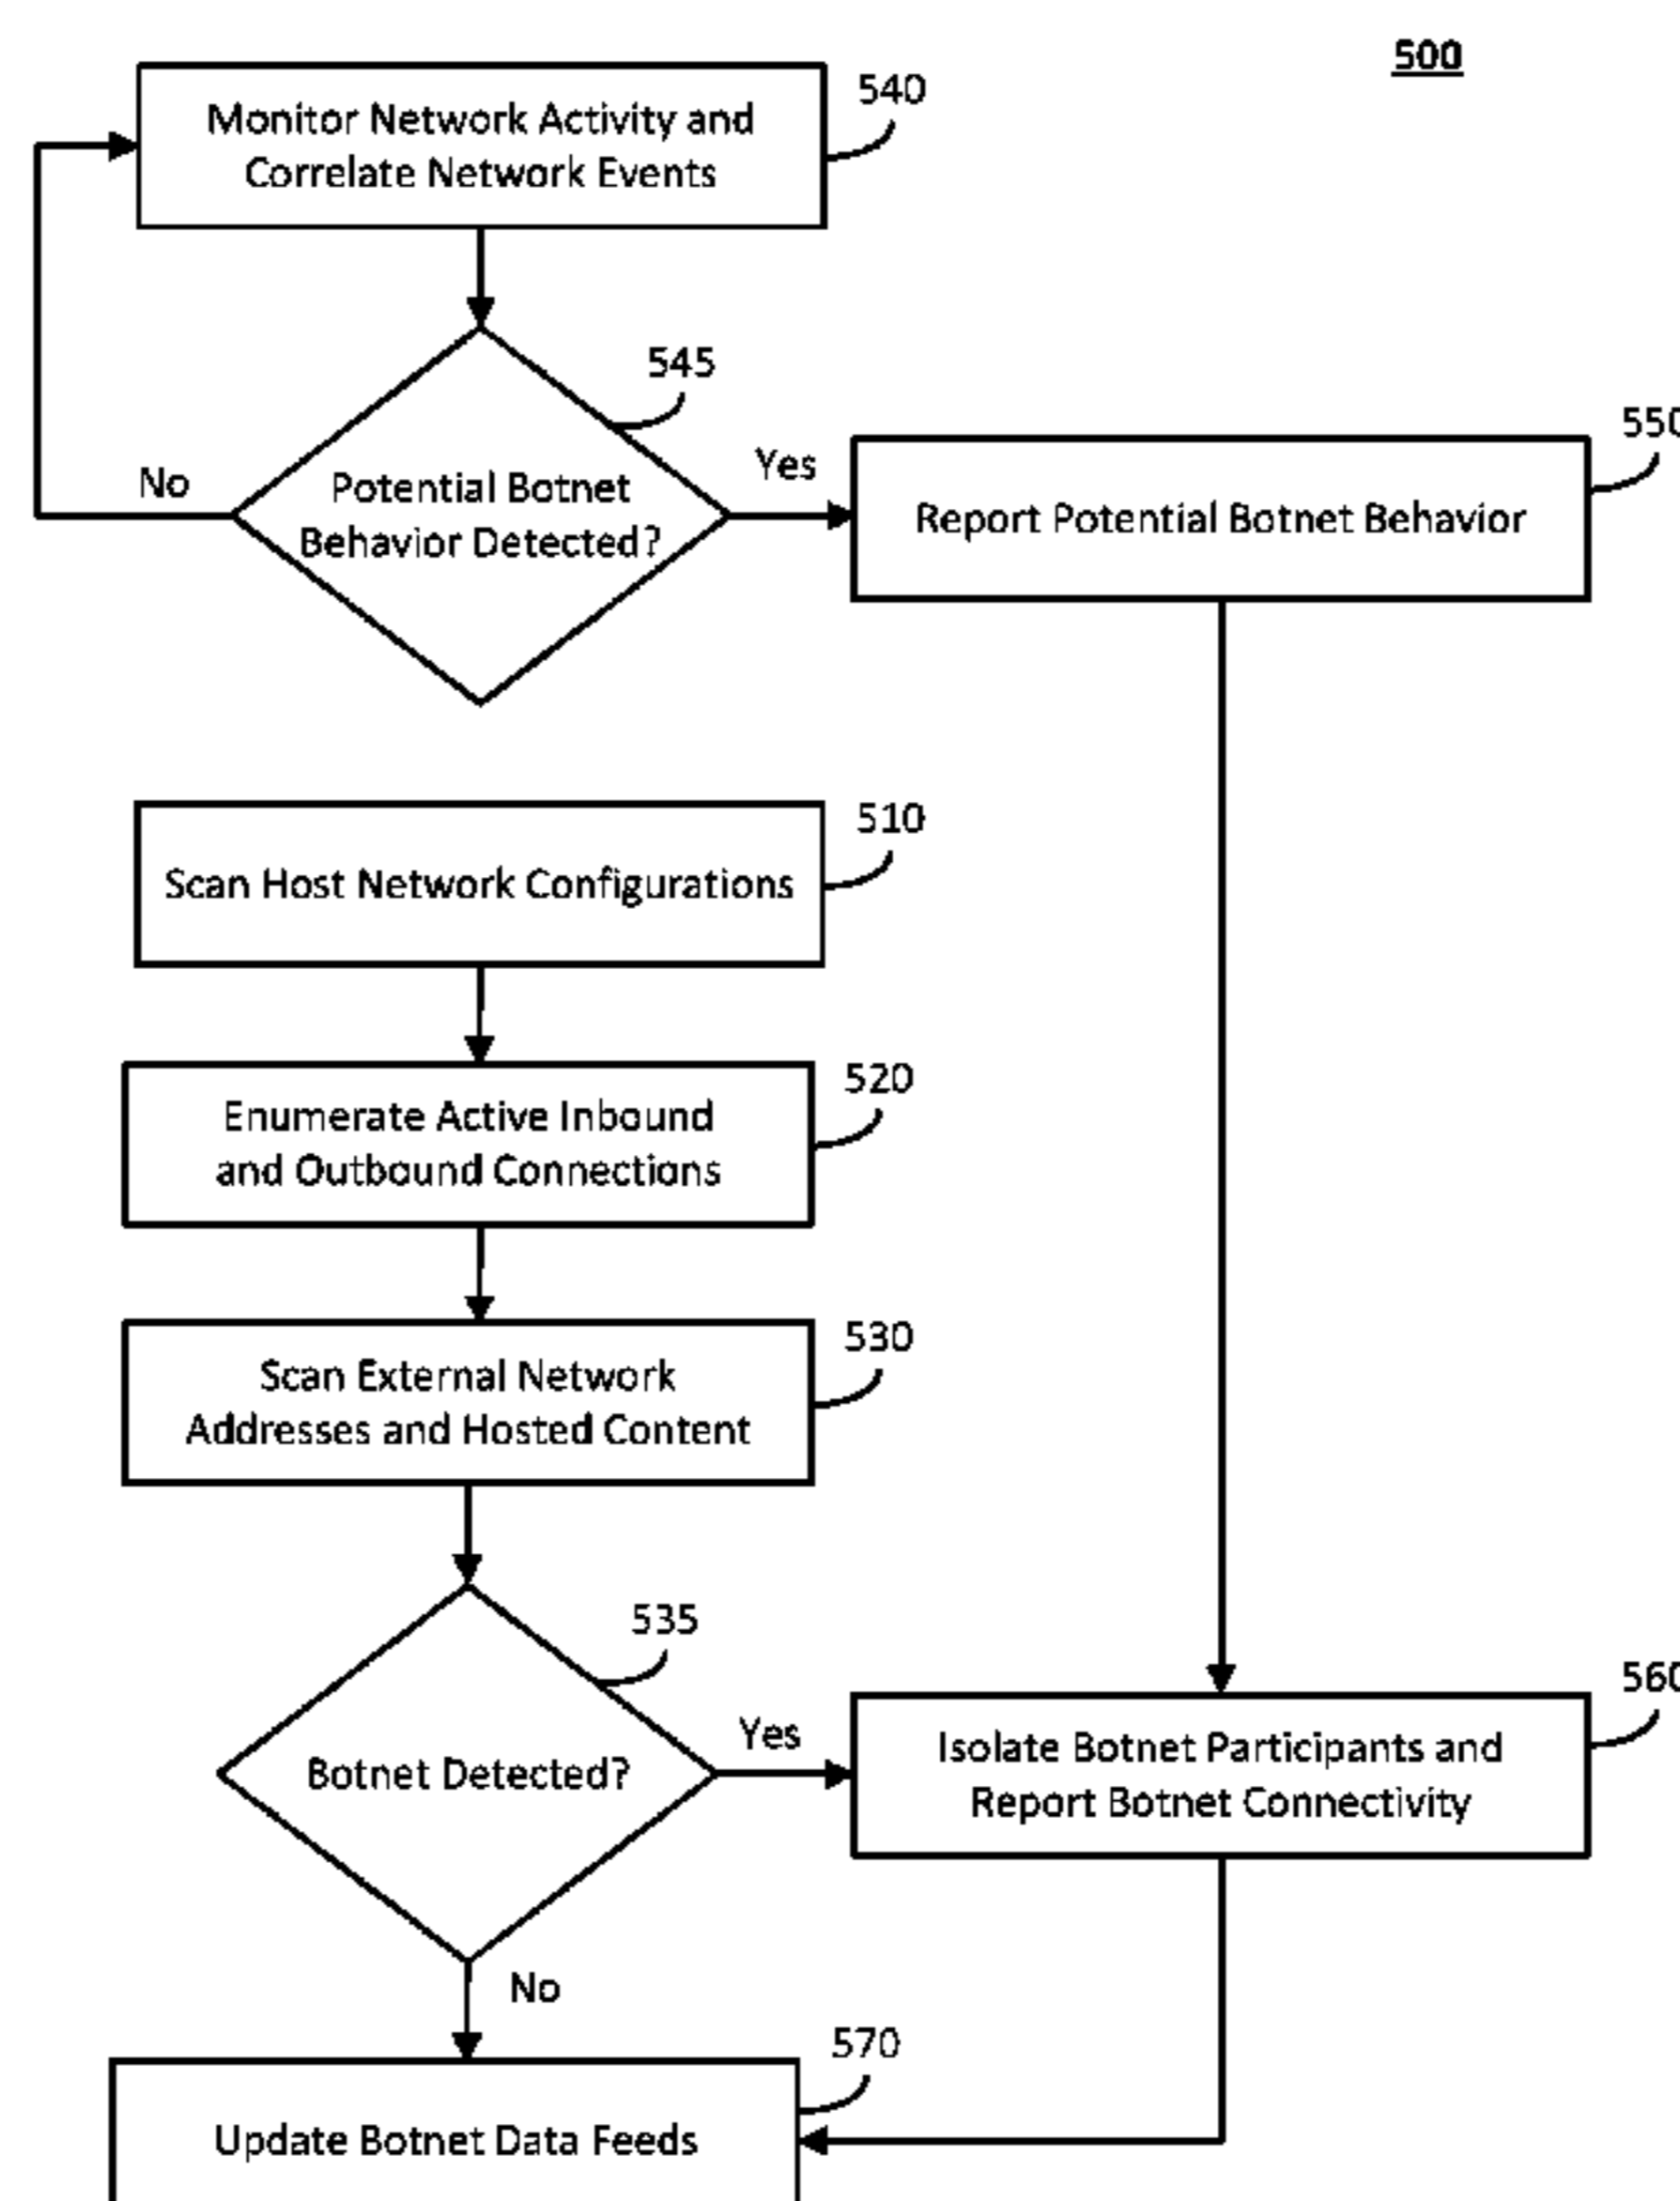 500
540
Monitor Network Activity and
Correlate Network Events
545
Potential Botnet
Behavior Detected?
No
Yes
550
Report Potential Botnet Behavior
510
Scan Host Network Configurations
520
Enumerate Active Inbound
and Outbound Connections
530
Scan External Network
Addresses and Hosted Content
535
Botnet Detected?
Yes
560
Isolate Botnet Participants and
Report Botnet Connectivity
No
570
Update Botnet Data Feeds